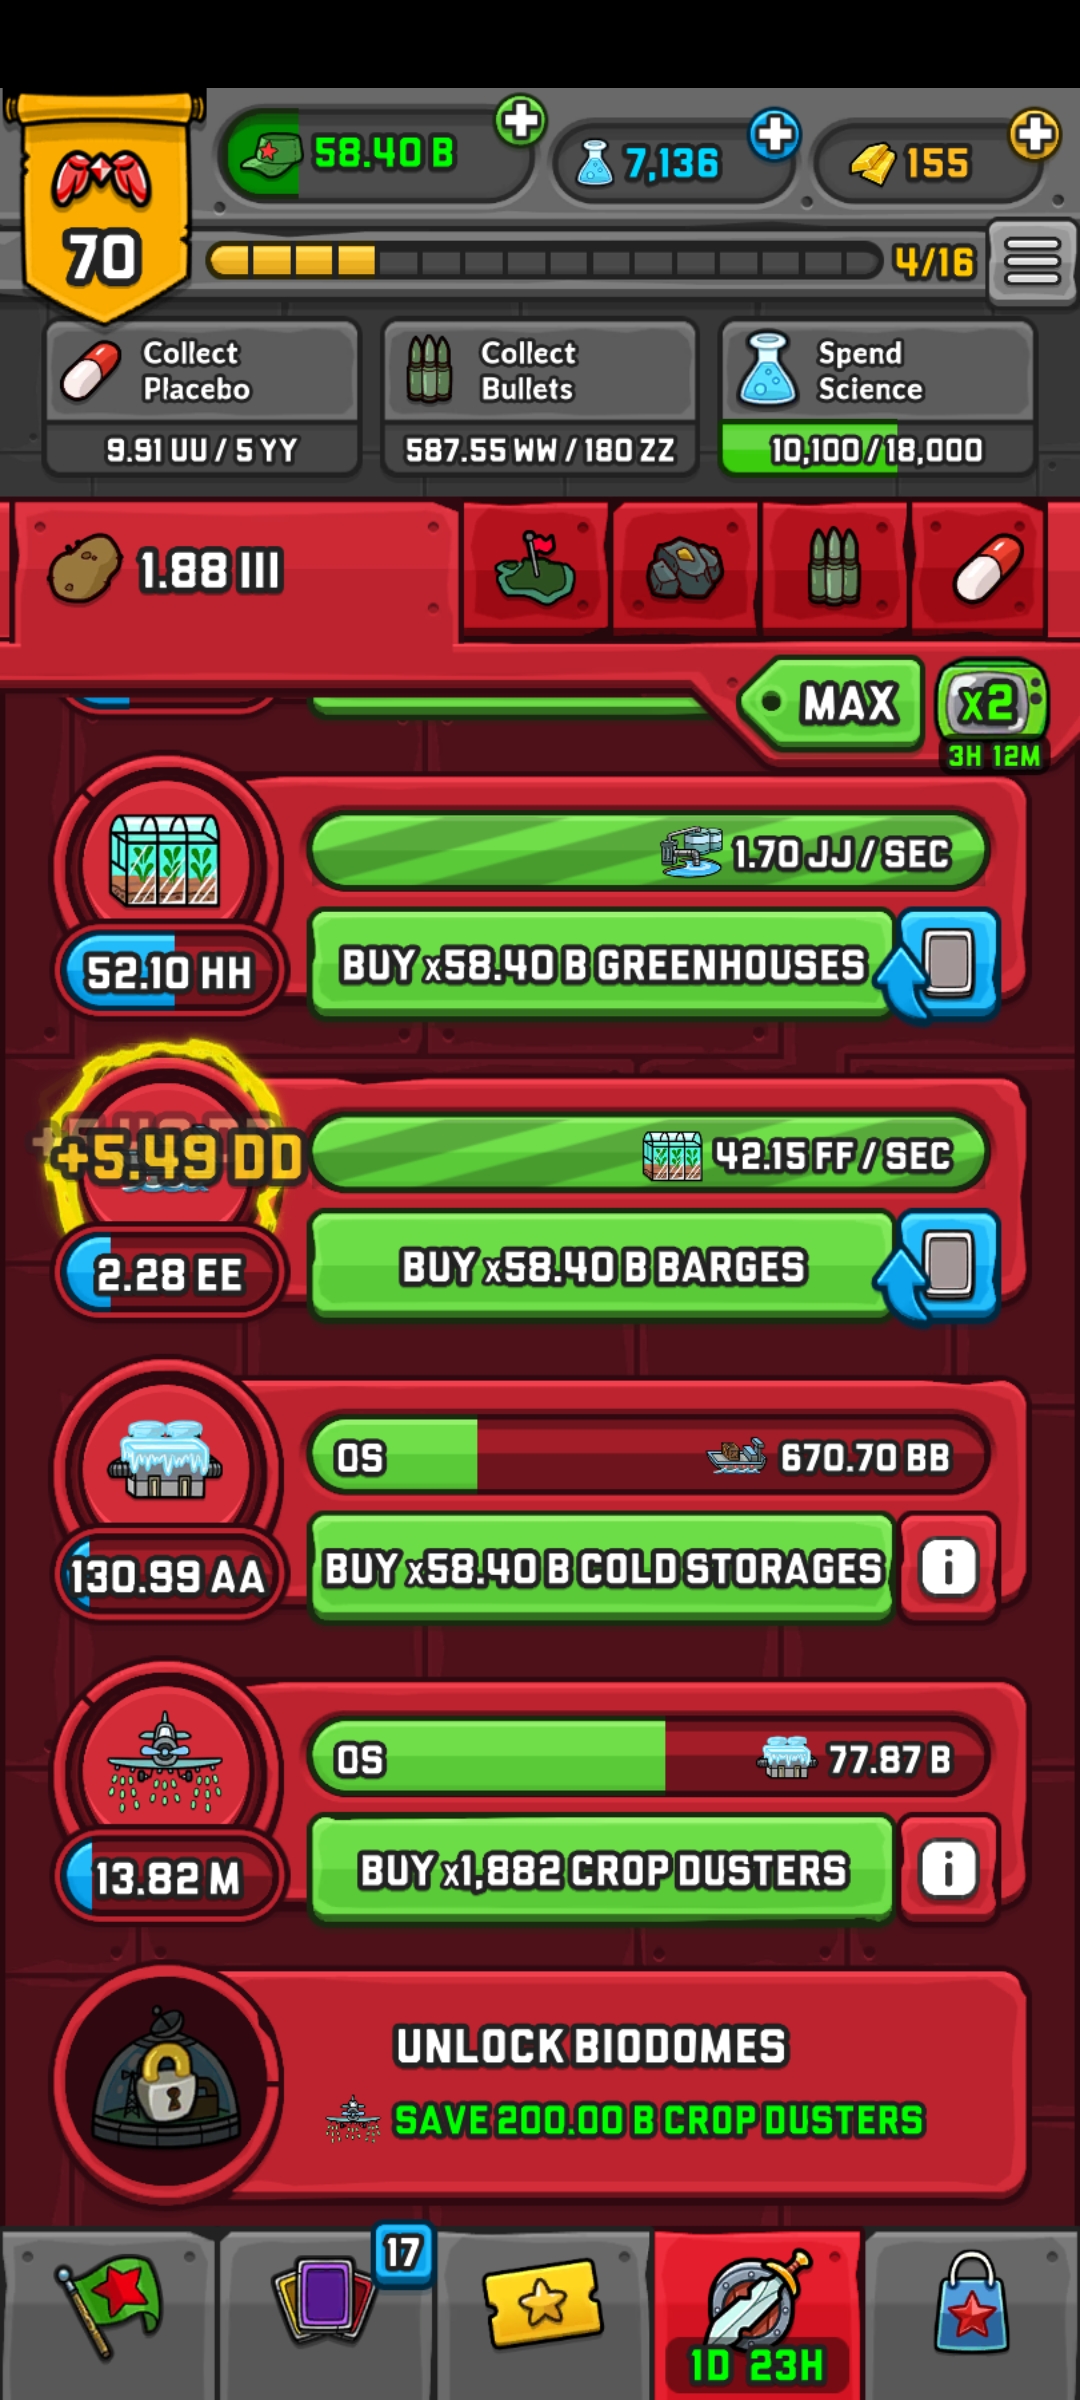 70
58.40 B
7,136
155
4/16
Collect
Placebo
9.91 UU / 5 YY
Collect
Bullets
587.55 WW / 180 ZZ
Spend
Science
10,100 / 18,000
1.88 III
MAX
x2
3H 12M
1.70 JJ / SEC
52.10 HH
BUY x58.40 B GREENHOUSES
+5.49 DD
42.15 FF / SEC
2.28 EE
BUY x58.40 B BARGES
0S
670.70 BB
130.99 AA
BUY x58.40 B COLD STORAGES
i
0S
77.87 B
13.82 M
BUY x1,882 CROP DUSTERS
i
UNLOCK BIODOMES
SAVE 200.00 B CROP DUSTERS
17
1D 23H